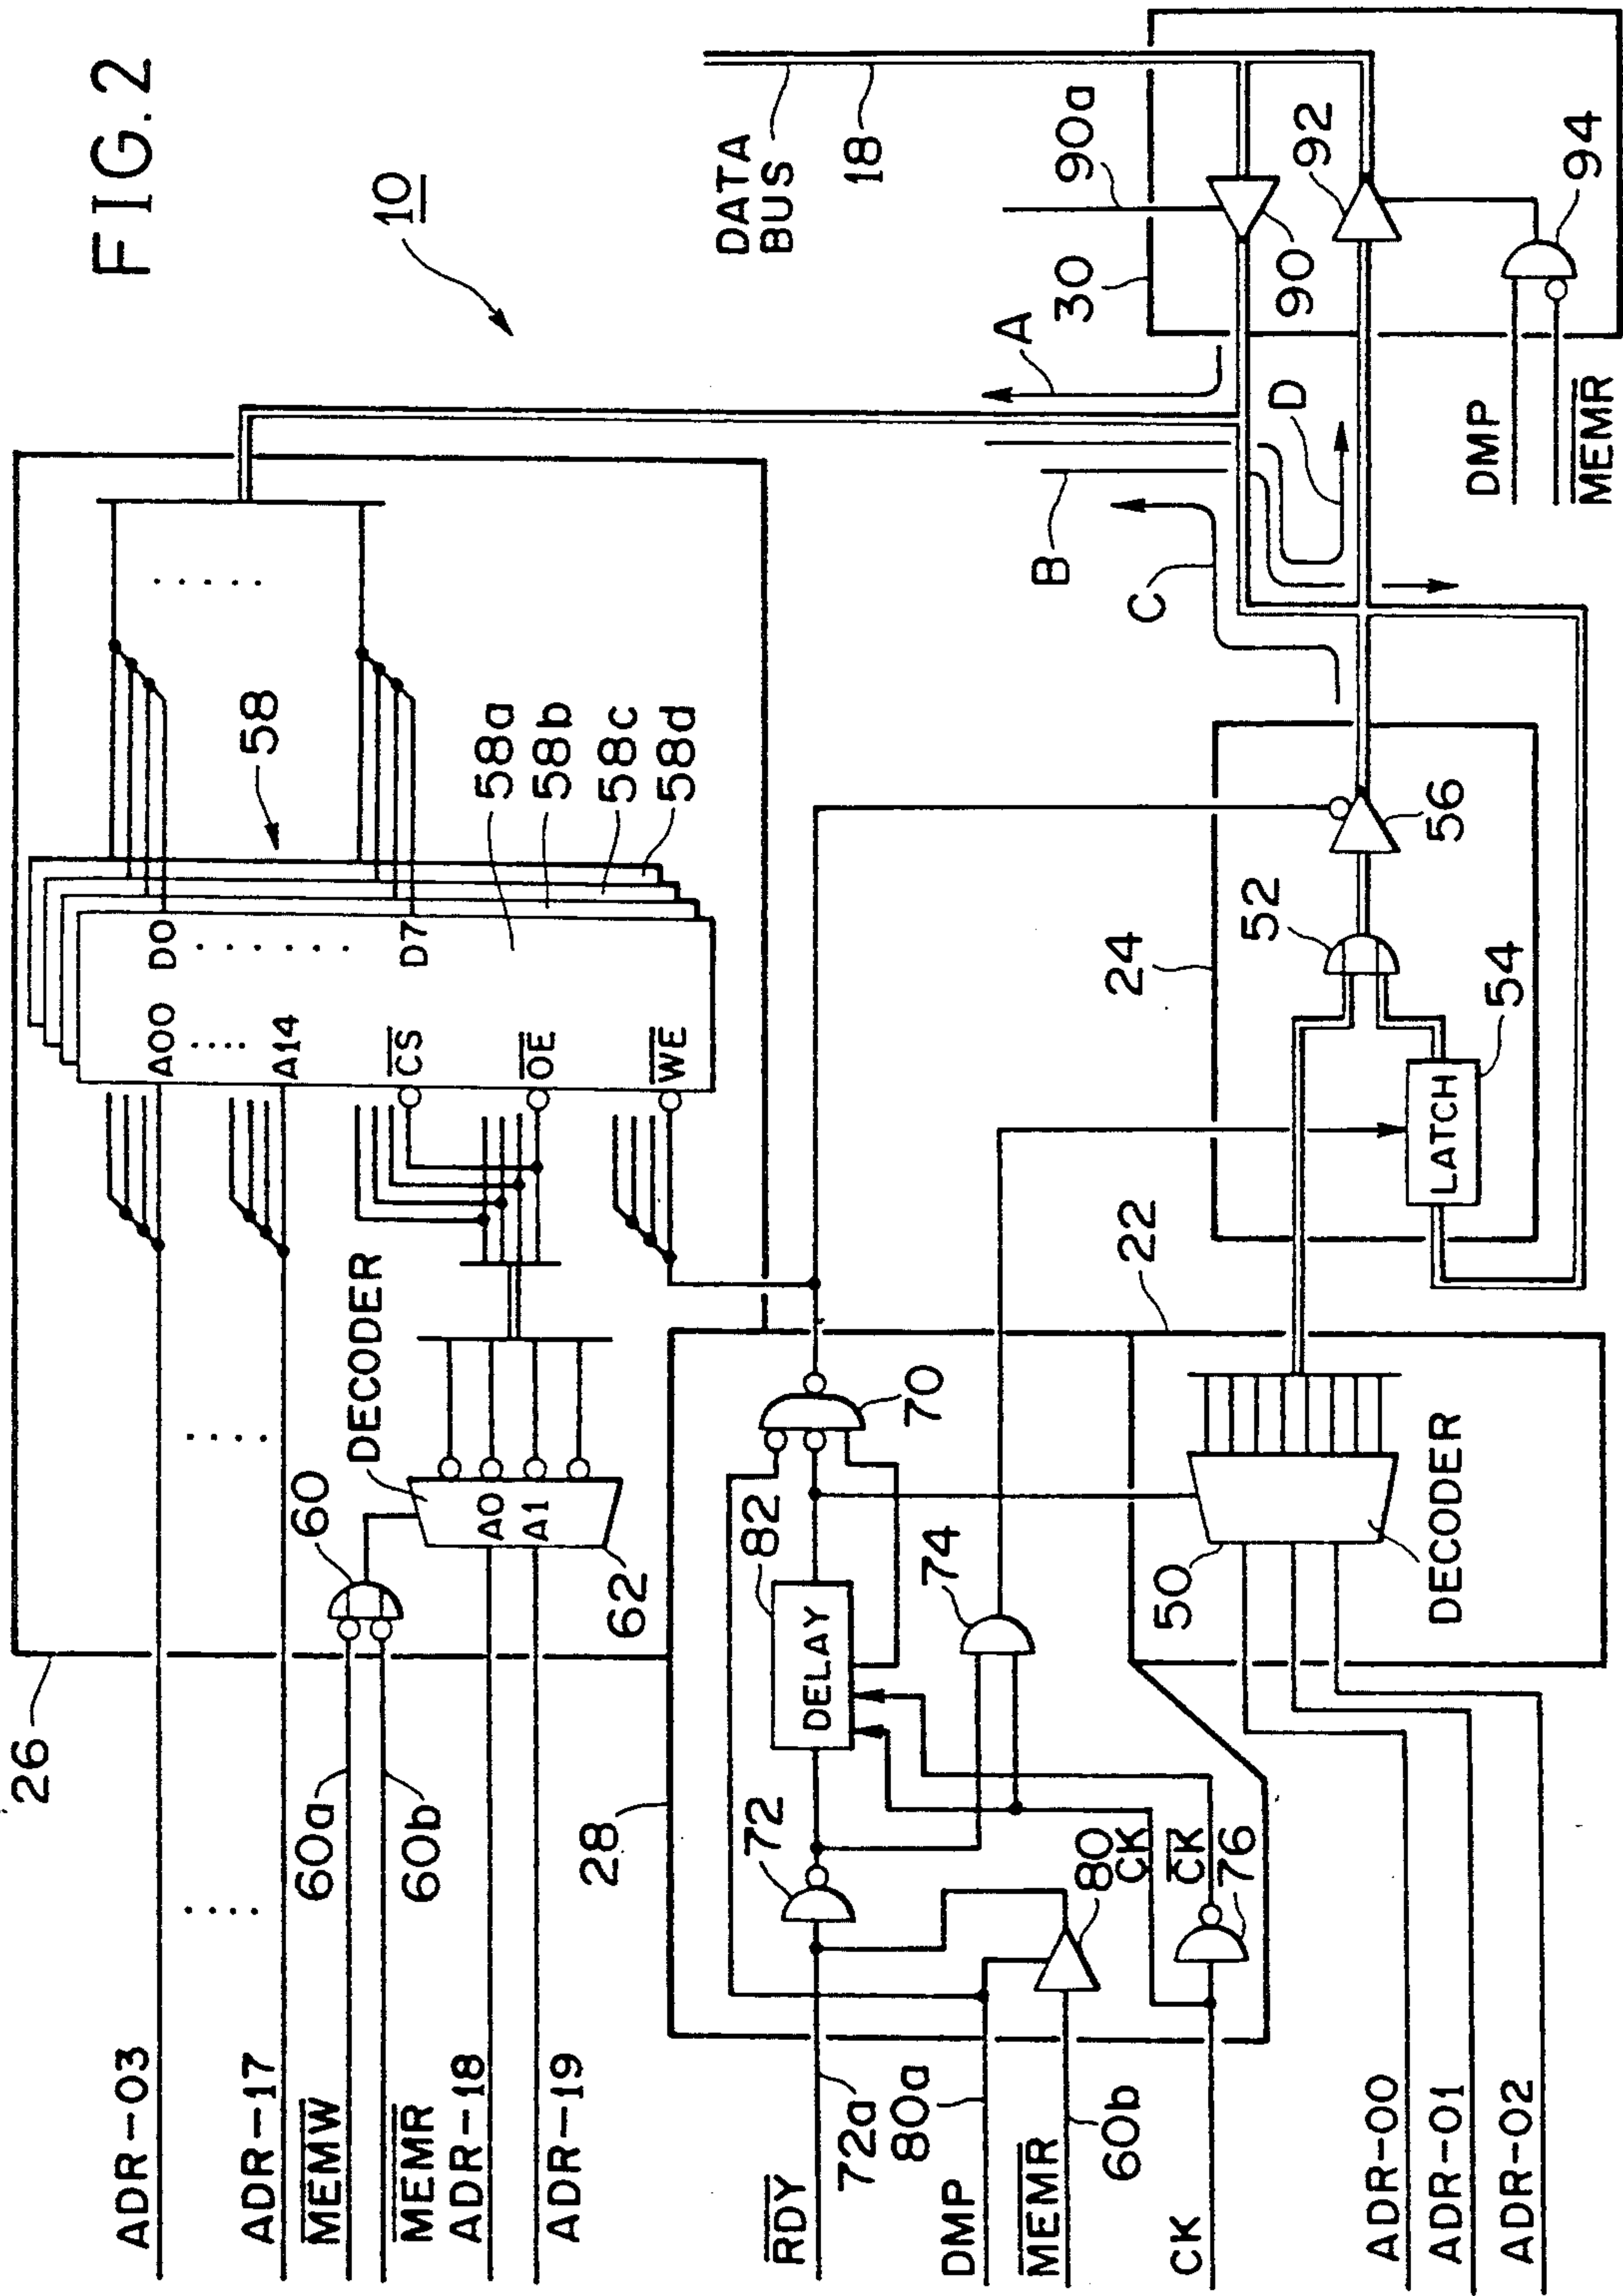 FIG. 2
10
26
ADR-03
ADR-17
MEMW
MEMR
ADR-18
ADR-19
60a
60b
60
DECODER
A0
A1
62
A00
A14
CS
OE
WE
D0
D7
58
58a
58b
58c
58d
28
RDY
72a
80a
DMP
MEMR
60b
CK
72
80
CK
CK
76
82
DELAY
74
70
ADR-00
ADR-01
ADR-02
50
DECODER
22
24
LATCH
54
52
56
A
B
C
D
DATA
BUS
18
30
90a
90
92
94
DMP
MEMR